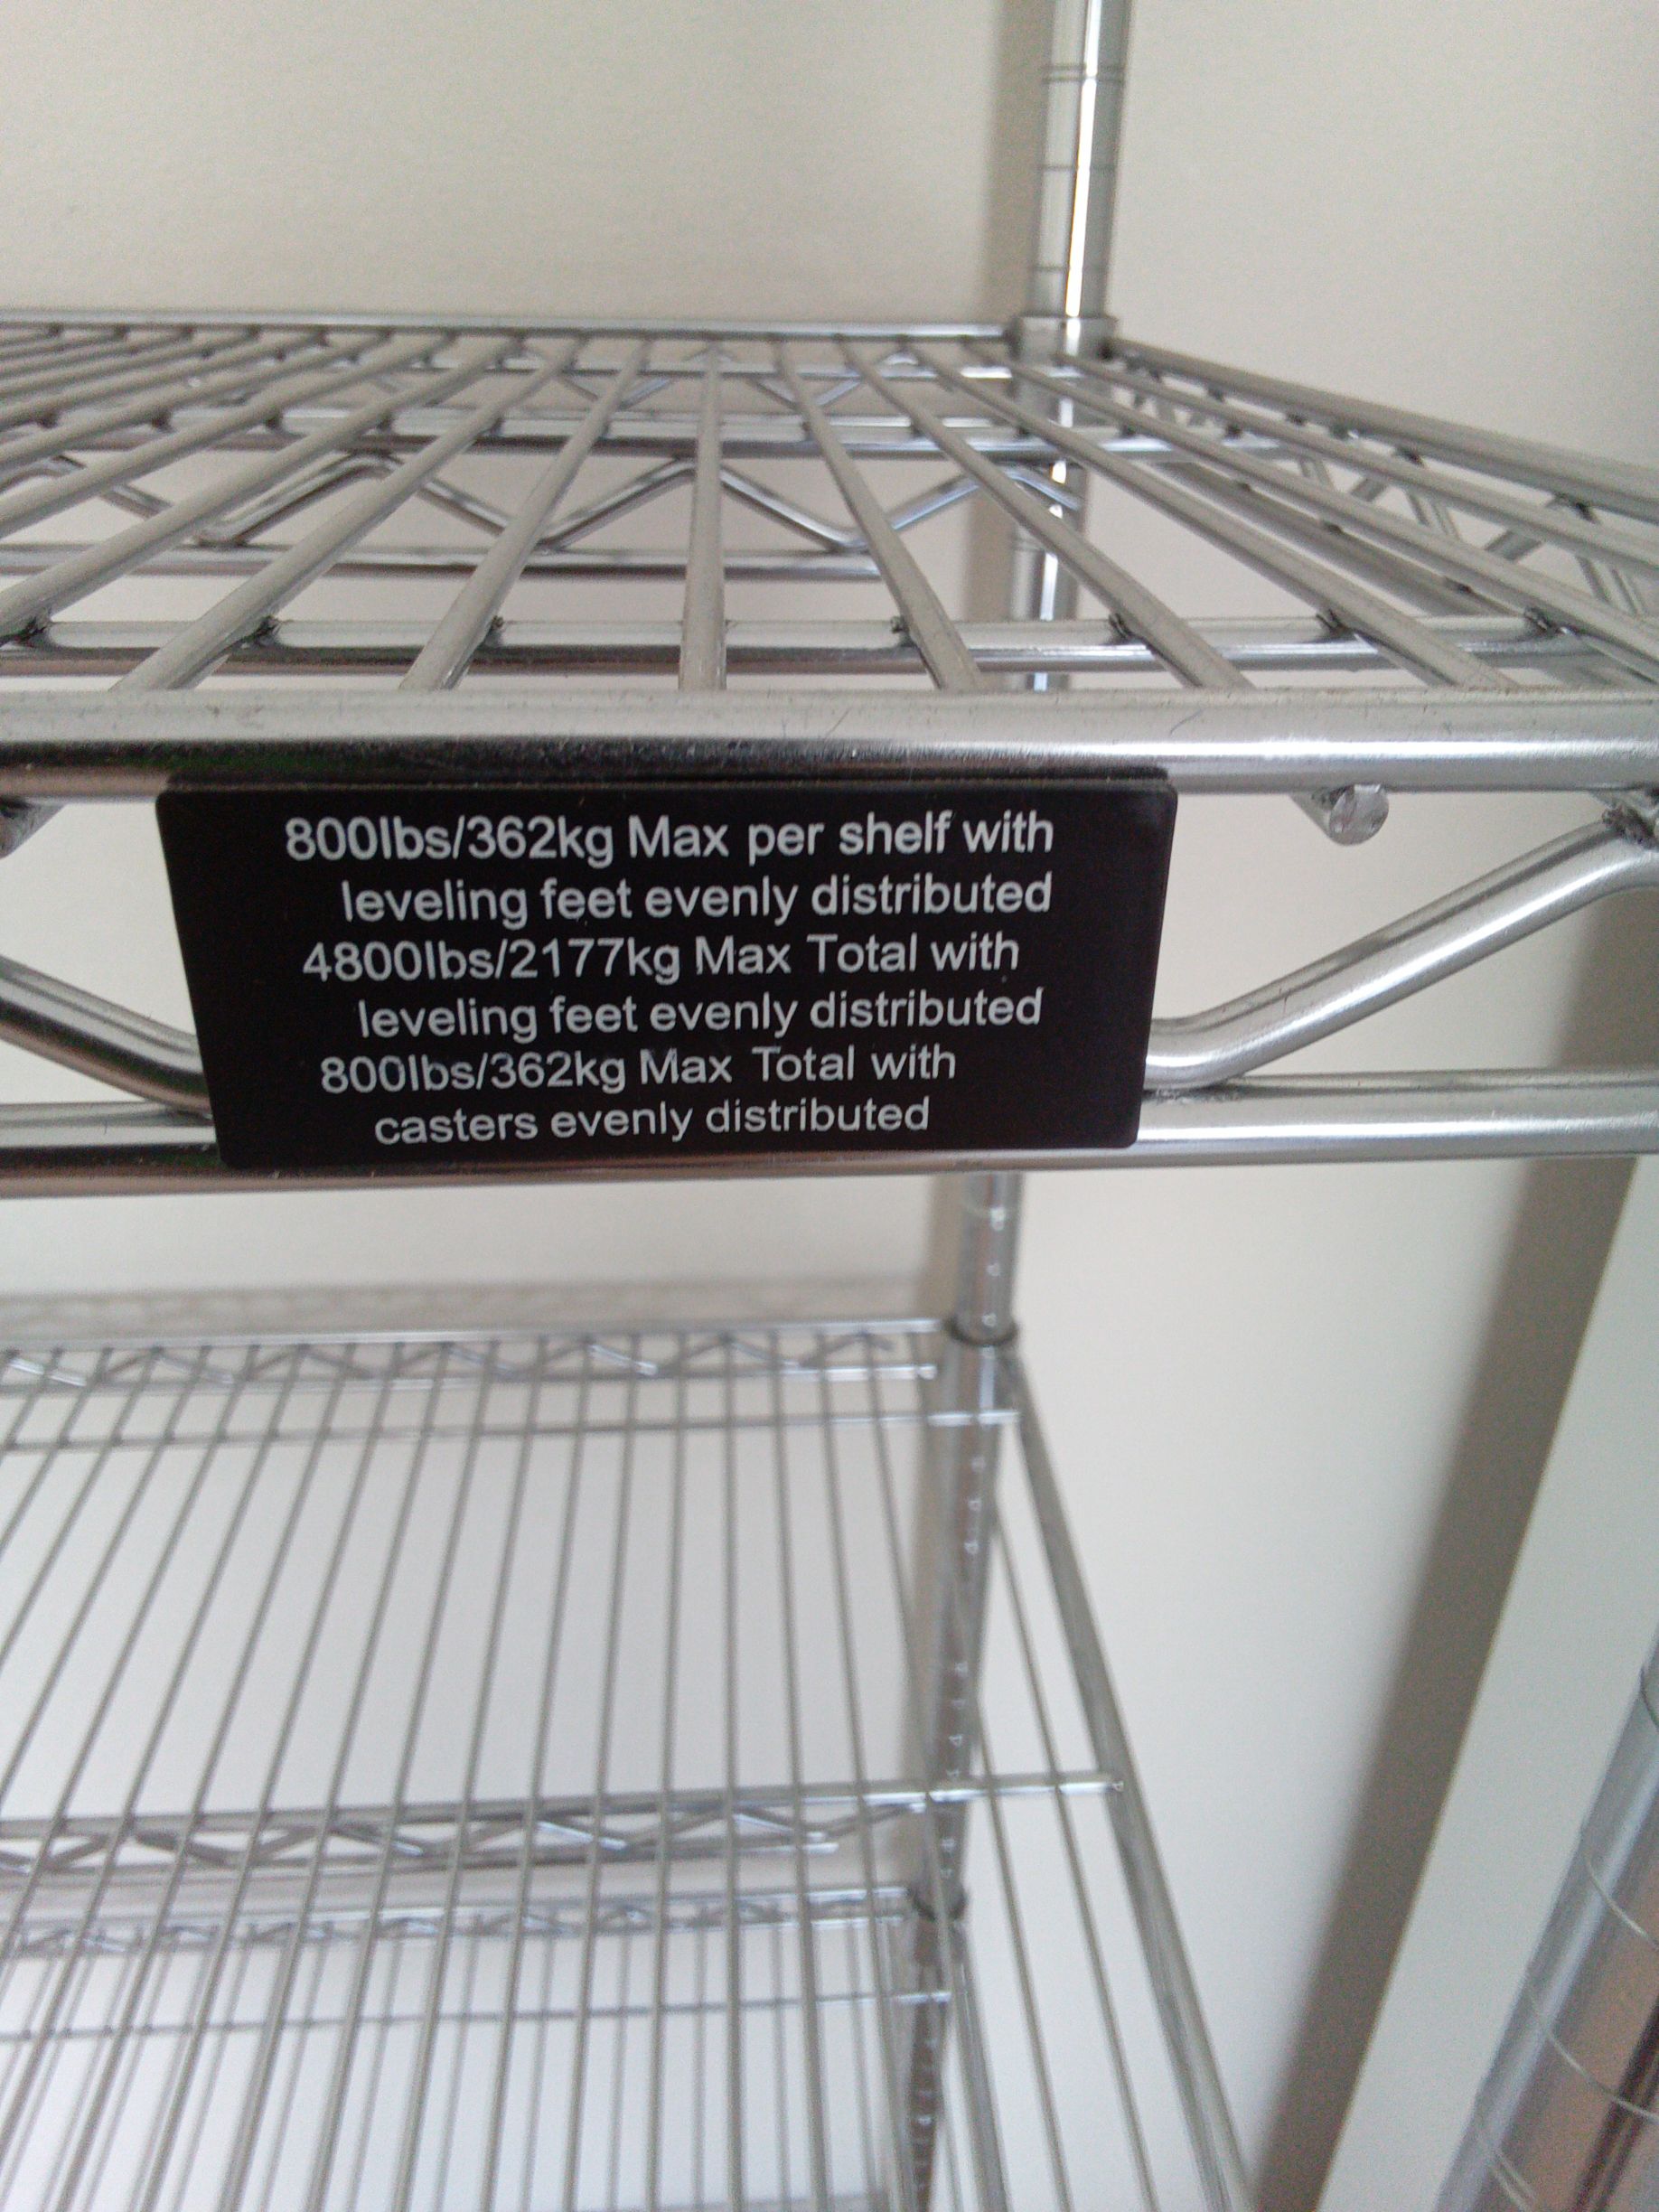 800lbs/362kg Max per shelf with
leveling feet evenly distributed
4800lbs/2177kg Max Total with
leveling feet evenly distributed
800lbs/362kg Max Total with
casters evenly distributed